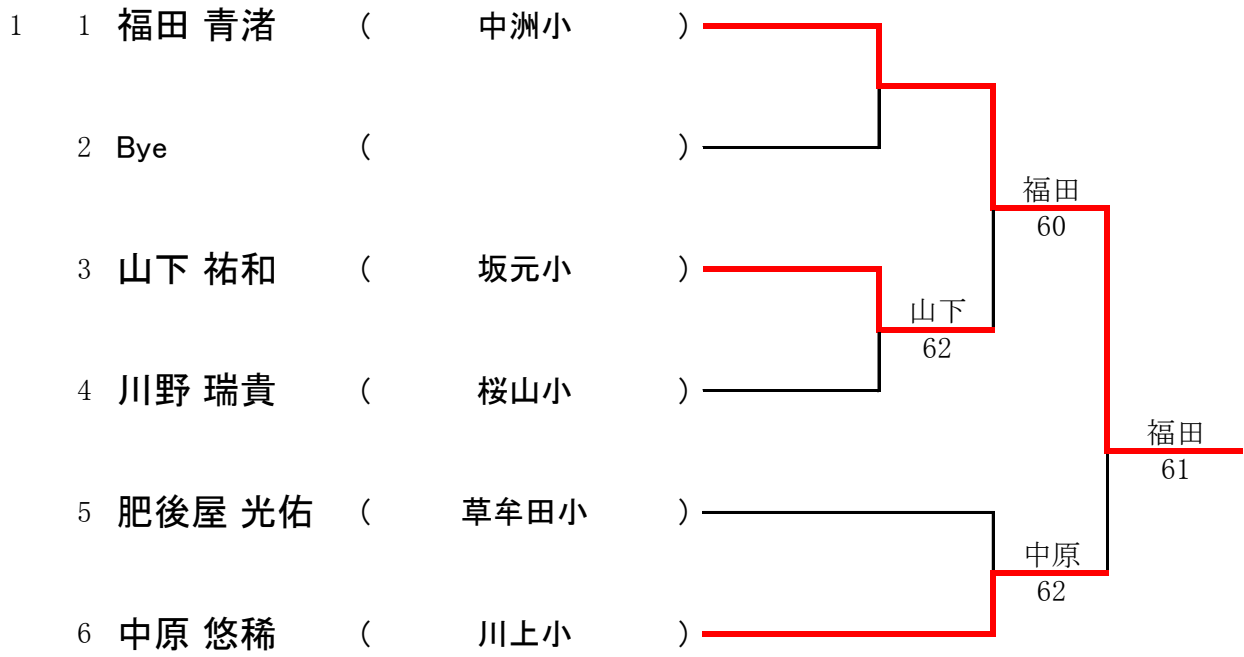 1 1 福田 青渚 ( 中洲小 )
2 Bye ( )
福田
60
3 山下 祐和 ( 坂元小 )
山下
62
4 川野 瑞貴 ( 桜山小 )
福田
61
5 肥後屋 光佑 ( 草牟田小 )
中原
62
6 中原 悠稀 ( 川上小 )